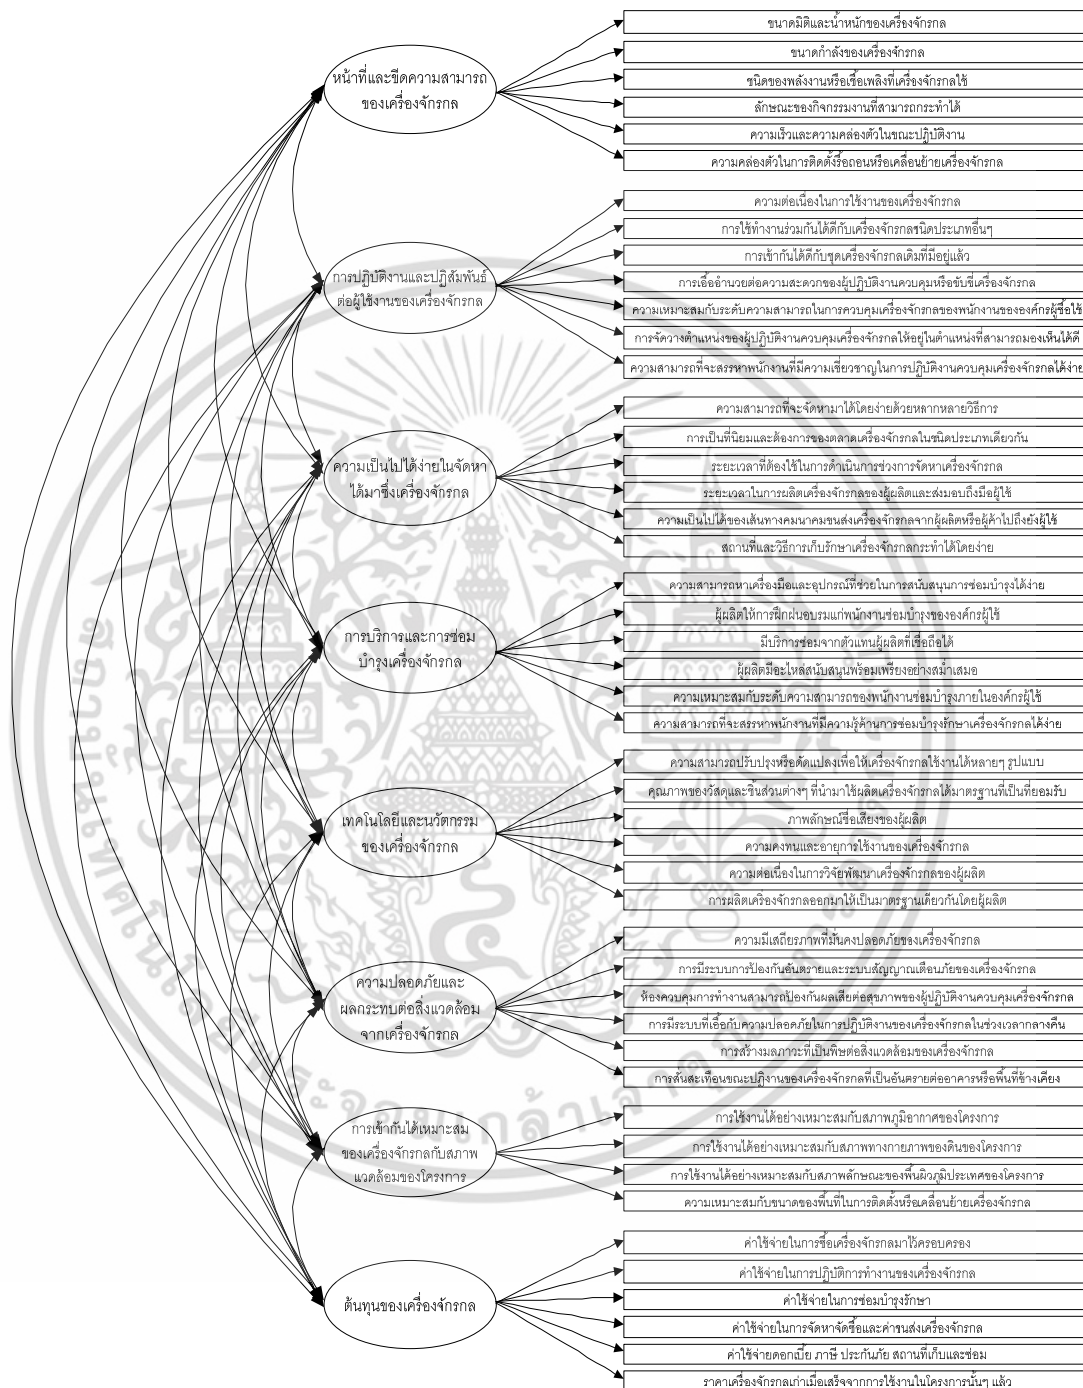 หน้าที่และขีดความสามารถ
ของเครื่องจักรกล
ขนาดมิติและน้ำหนักของเครื่องจักรกล
ขนาดกำลังของเครื่องจักรกล
ชนิดของพลังงานหรือเชื้อเพลิงที่เครื่องจักรกลใช้
ลักษณะของกิจกรรมงานที่สามารถกระทำได้
ความเร็วและความคล่องตัวในขณะปฏิบัติงาน
ความคล่องตัวในการติดตั้งรื้อถอนหรือเคลื่อนย้ายเครื่องจักรกล
การปฏิบัติงานและปฏิสัมพันธ์
ต่อผู้ใช้งานของเครื่องจักรกล
ความต่อเนื่องในการใช้งานของเครื่องจักรกล
การใช้ทำงานร่วมกันได้ดีกับเครื่องจักรกลชนิดประเภทอื่นๆ
การเข้ากันได้ดีกับชุดเครื่องจักรกลเดิมที่มีอยู่แล้ว
การเอื้ออำนวยต่อความสะดวกของผู้ปฏิบัติงานควบคุมหรือขับขี่เครื่องจักรกล
ความเหมาะสมกับระดับความสามารถในการควบคุมเครื่องจักรกลของพนักงานขององค์กรผู้ซื้อใช้
การจัดวางตำแหน่งของผู้ปฏิบัติงานควบคุมเครื่องจักรกลให้อยู่ในตำแหน่งที่สามารถมองเห็นได้ดี
ความสามารถที่จะสรรหาพนักงานที่มีความเชี่ยวชาญในการปฏิบัติงานควบคุมเครื่องจักรกลได้ง่าย
ความเป็นไปได้ง่ายในจัดหา
ได้มาซึ่งเครื่องจักรกล
ความสามารถที่จะจัดหามาได้โดยง่ายด้วยหลากหลายวิธีการ
การเป็นที่นิยมและต้องการของตลาดเครื่องจักรกลในชนิดประเภทเดียวกัน
ระยะเวลาที่ต้องใช้ในการดำเนินการช่วงการจัดหาเครื่องจักรกล
ระยะเวลาในการผลิตเครื่องจักรกลของผู้ผลิตและส่งมอบถึงมือผู้ใช้
ความเป็นไปได้ของเส้นทางคมนาคมขนส่งเครื่องจักรกลจากผู้ผลิตหรือผู้ค้าไปถึงยังผู้ใช้
สถานที่และวิธีการเก็บรักษาเครื่องจักรกลกระทำได้โดยง่าย
การบริการและการซ่อม
บำรุงเครื่องจักรกล
ความสามารถหาเครื่องมือและอุปกรณ์ที่ช่วยในการสนับสนุนการซ่อมบำรุงได้ง่าย
ผู้ผลิตให้การฝึกฝนอบรมแก่พนักงานซ่อมบำรุงขององค์กรผู้ใช้
มีบริการซ่อมจากตัวแทนผู้ผลิตที่เชื่อถือได้
ผู้ผลิตมีอะไหล่สนับสนุนพร้อมเพรียงอย่างสม่ำเสมอ
ความเหมาะสมกับระดับความสามารถของพนักงานซ่อมบำรุงภายในองค์กรผู้ใช้
ความสามารถที่จะสรรหาพนักงานที่มีความรู้ด้านการซ่อมบำรุงรักษาเครื่องจักรกลได้ง่าย
เทคโนโลยีและนวัตกรรม
ของเครื่องจักรกล
ความสามารถปรับปรุงหรือดัดแปลงเพื่อให้เครื่องจักรกลใช้งานได้หลายๆ รูปแบบ
คุณภาพของวัสดุและชิ้นส่วนต่างๆ ที่นำมาใช้ผลิตเครื่องจักรกลได้มาตรฐานที่เป็นที่ยอมรับ
ภาพลักษณ์ชื่อเสียงของผู้ผลิต
ความคงทนและอายุการใช้งานของเครื่องจักรกล
ความต่อเนื่องในการวิจัยพัฒนาเครื่องจักรกลของผู้ผลิต
การผลิตเครื่องจักรกลออกมาให้เป็นมาตรฐานเดียวกันโดยผู้ผลิต
ความปลอดภัยและ
ผลกระทบต่อสิ่งแวดล้อม
จากเครื่องจักรกล
ความมีเสถียรภาพที่มั่นคงปลอดภัยของเครื่องจักรกล
การมีระบบการป้องกันอันตรายและระบบสัญญาณเตือนภัยของเครื่องจักรกล
ห้องควบคุมการทำงานสามารถป้องกันผลเสียต่อสุขภาพของผู้ปฏิบัติงานควบคุมเครื่องจักรกล
การมีระบบที่เอื้อกับความปลอดภัยในการปฏิบัติงานของเครื่องจักรกลในช่วงเวลากลางคืน
การสร้างมลภาวะที่เป็นพิษต่อสิ่งแวดล้อมของเครื่องจักรกล
การสั่นสะเทือนขณะปฏิงานของเครื่องจักรกลที่เป็นอันตรายต่ออาคารหรือพื้นที่ข้างเคียง
การเข้ากันได้เหมาะสม
ของเครื่องจักรกลกับสภาพ
แวดล้อมของโครงการ
การใช้งานได้อย่างเหมาะสมกับสภาพภูมิอากาศของโครงการ
การใช้งานได้อย่างเหมาะสมกับสภาพทางกายภาพของดินของโครงการ
การใช้งานได้อย่างเหมาะสมกับสภาพลักษณะของพื้นผิวภูมิประเทศของโครงการ
ความเหมาะสมกับขนาดของพื้นที่ในการติดตั้งหรือเคลื่อนย้ายเครื่องจักรกล
ต้นทุนของเครื่องจักรกล
ค่าใช้จ่ายในการซื้อเครื่องจักรกลมาไว้ครอบครอง
ค่าใช้จ่ายในการปฏิบัติการทำงานของเครื่องจักรกล
ค่าใช้จ่ายในการซ่อมบำรุงรักษา
ค่าใช้จ่ายในการจัดหาจัดซื้อและค่าขนส่งเครื่องจักรกล
ค่าใช้จ่ายดอกเบี้ย ภาษี ประกันภัย สถานที่เก็บและซ่อม
ราคาเครื่องจักรกลเก่าเมื่อเสร็จจากการใช้งานในโครงการนั้นๆ แล้ว